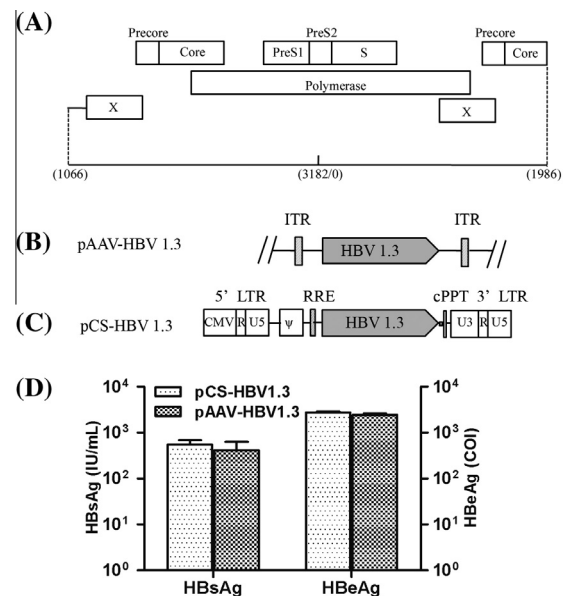 (A)
Precore
Core
PreS2
PreS1
S
Precore
Core
Polymerase
X
X
(1066)
(3182/0)
(1986)
(B)
pAAV-HBV 1.3
ITR
HBV 1.3
ITR
(C)
pCS-HBV 1.3
5' LTR
RRE
cPPT 3' LTR
CMV R U5
ψ
HBV 1.3
U3 R U5
(D)
HBsAg (IU/mL)
10⁴
10³
10²
10¹
10⁰
pCS-HBV1.3
pAAV-HBV1.3
10⁴
10³
10²
10¹
10⁰
HBeAg (COI)
HBsAg
HBeAg